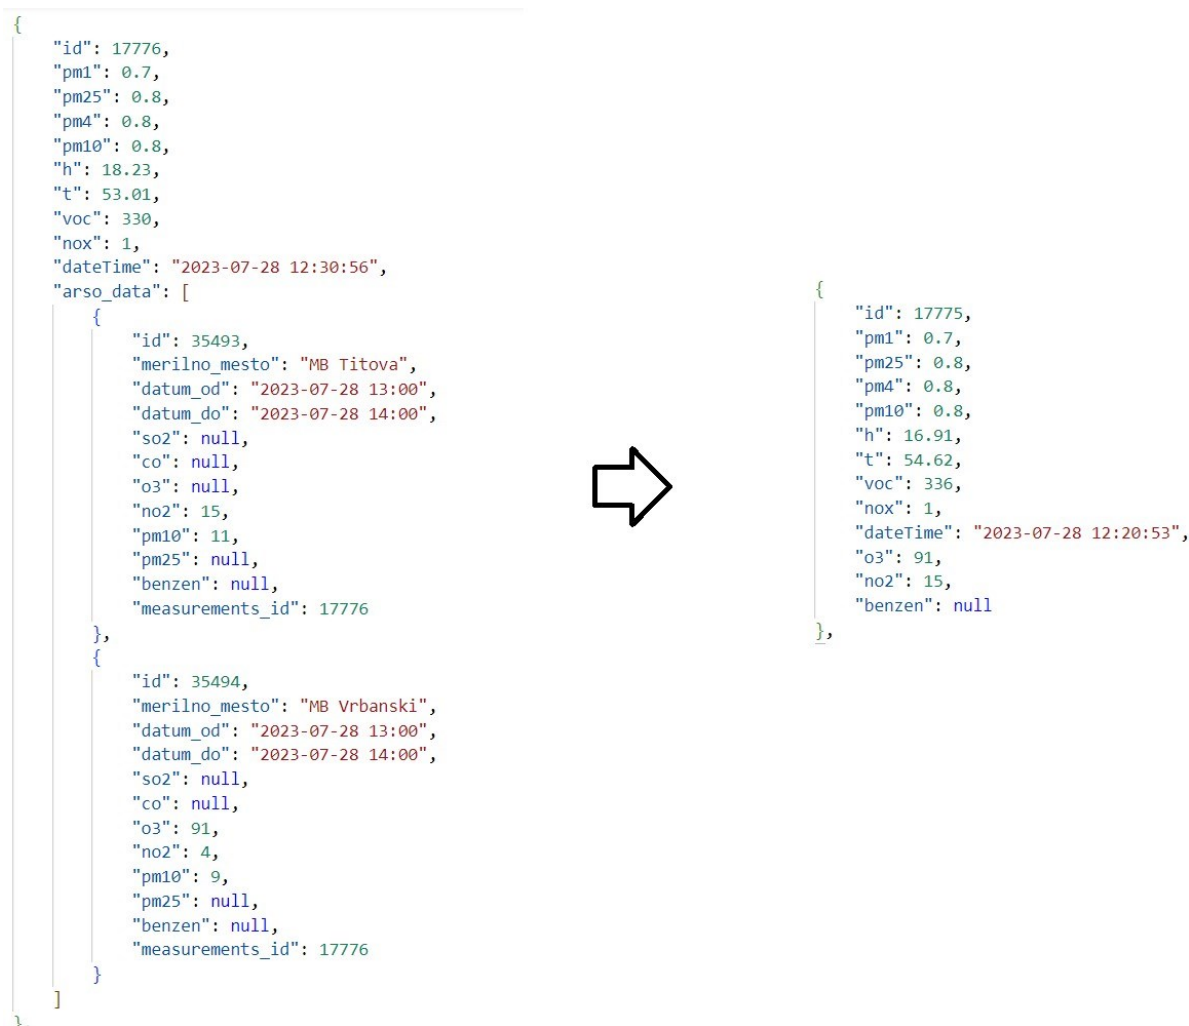 {
"id": 17776,
"pm1": 0.7,
"pm25": 0.8,
"pm4": 0.8,
"pm10": 0.8,
"h": 18.23,
"t": 53.01,
"voc": 330,
"nox": 1,
"dateTime": "2023-07-28 12:30:56",
"arso_data": [
{
"id": 35493,
"merilno_mesto": "MB Titova",
"datum_od": "2023-07-28 13:00",
"datum_do": "2023-07-28 14:00",
"so2": null,
"co": null,
"o3": null,
"no2": 15,
"pm10": 11,
"pm25": null,
"benzen": null,
"measurements_id": 17776
},
{
"id": 35494,
"merilno_mesto": "MB Vrbanski",
"datum_od": "2023-07-28 13:00",
"datum_do": "2023-07-28 14:00",
"so2": null,
"co": null,
"o3": 91,
"no2": 4,
"pm10": 9,
"pm25": null,
"benzen": null,
"measurements_id": 17776
}
]
}
{
"id": 17775,
"pm1": 0.7,
"pm25": 0.8,
"pm4": 0.8,
"pm10": 0.8,
"h": 16.91,
"t": 54.62,
"voc": 336,
"nox": 1,
"dateTime": "2023-07-28 12:20:53",
"o3": 91,
"no2": 15,
"benzen": null
},